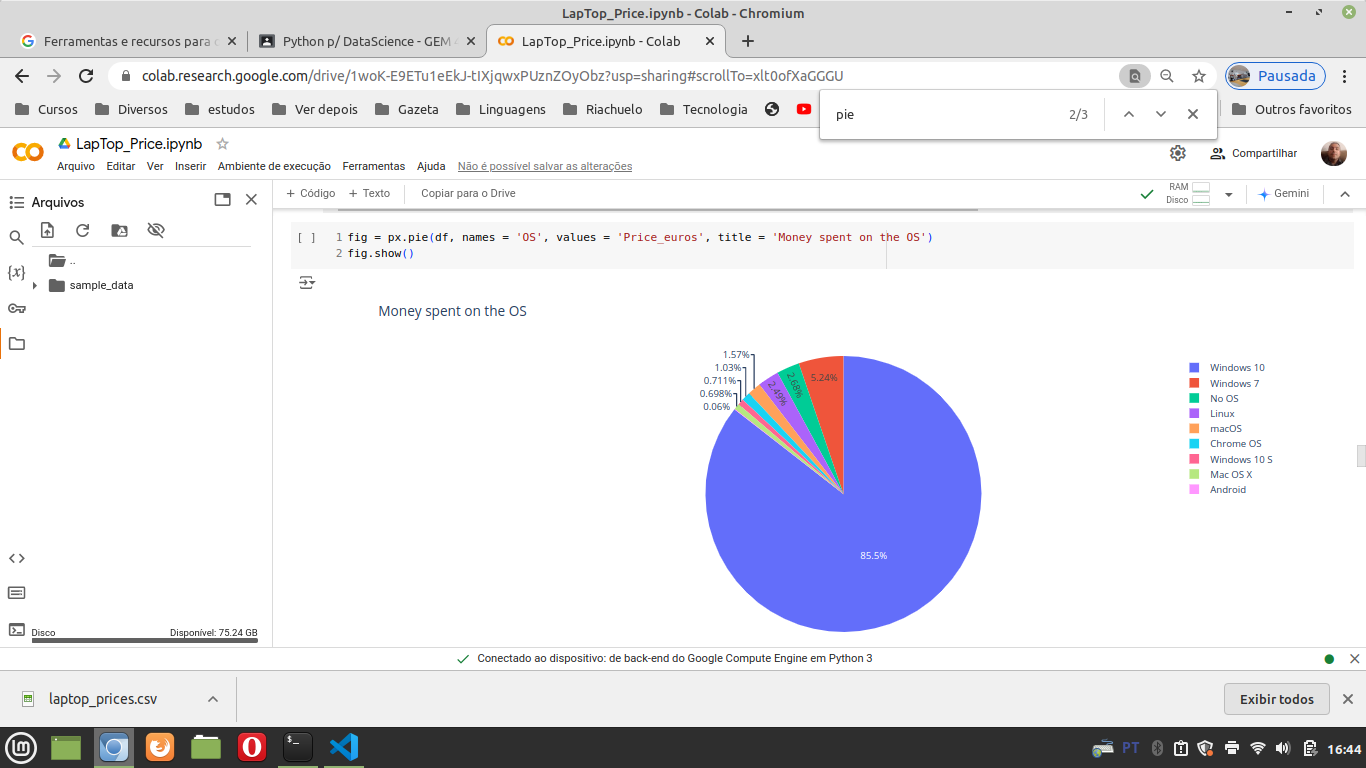 LapTop_Price.ipynb - Colab - Chromium
Ferramentas e recursos para
Python p/ DataScience - GEM
LapTop_Price.ipynb - Colab
colab.research.google.com/drive/1woK-E9ETu1eEkJ-tIXjqwxPUznZOyObz?usp=sharing#scrollTo=xlt0ofXaGGGU
Pausada
Cursos
Diversos
estudos
Ver depois
Gazeta
Linguagens
Riachuelo
Tecnologia
Outros favoritos
pie
2/3
LapTop_Price.ipynb
Arquivo Editar Ver Inserir Ambiente de execução Ferramentas Ajuda Não é possível salvar as alterações
Compartilhar
Arquivos
+ Código + Texto Copiar para o Drive
RAM
Disco
Gemini
..
sample_data
[ ] 1 fig = px.pie(df, names = 'OS', values = 'Price_euros', title = 'Money spent on the OS')
2 fig.show()
Money spent on the OS
1.57%
1.03%
0.711%
0.698%
0.06%
2.49%
2.68%
5.24%
85.5%
Windows 10
Windows 7
No OS
Linux
macOS
Chrome OS
Windows 10 S
Mac OS X
Android
Disco Disponível: 75.24 GB
Conectado ao dispositivo: de back-end do Google Compute Engine em Python 3
laptop_prices.csv
Exibir todos
PT
16:44